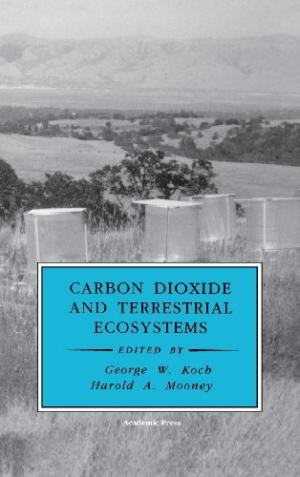 CARBON DIOXIDE
AND TERRESTRIAL
ECOSYSTEMS
EDITED BY
George W. Koch
Harold A. Mooney
Academic Press